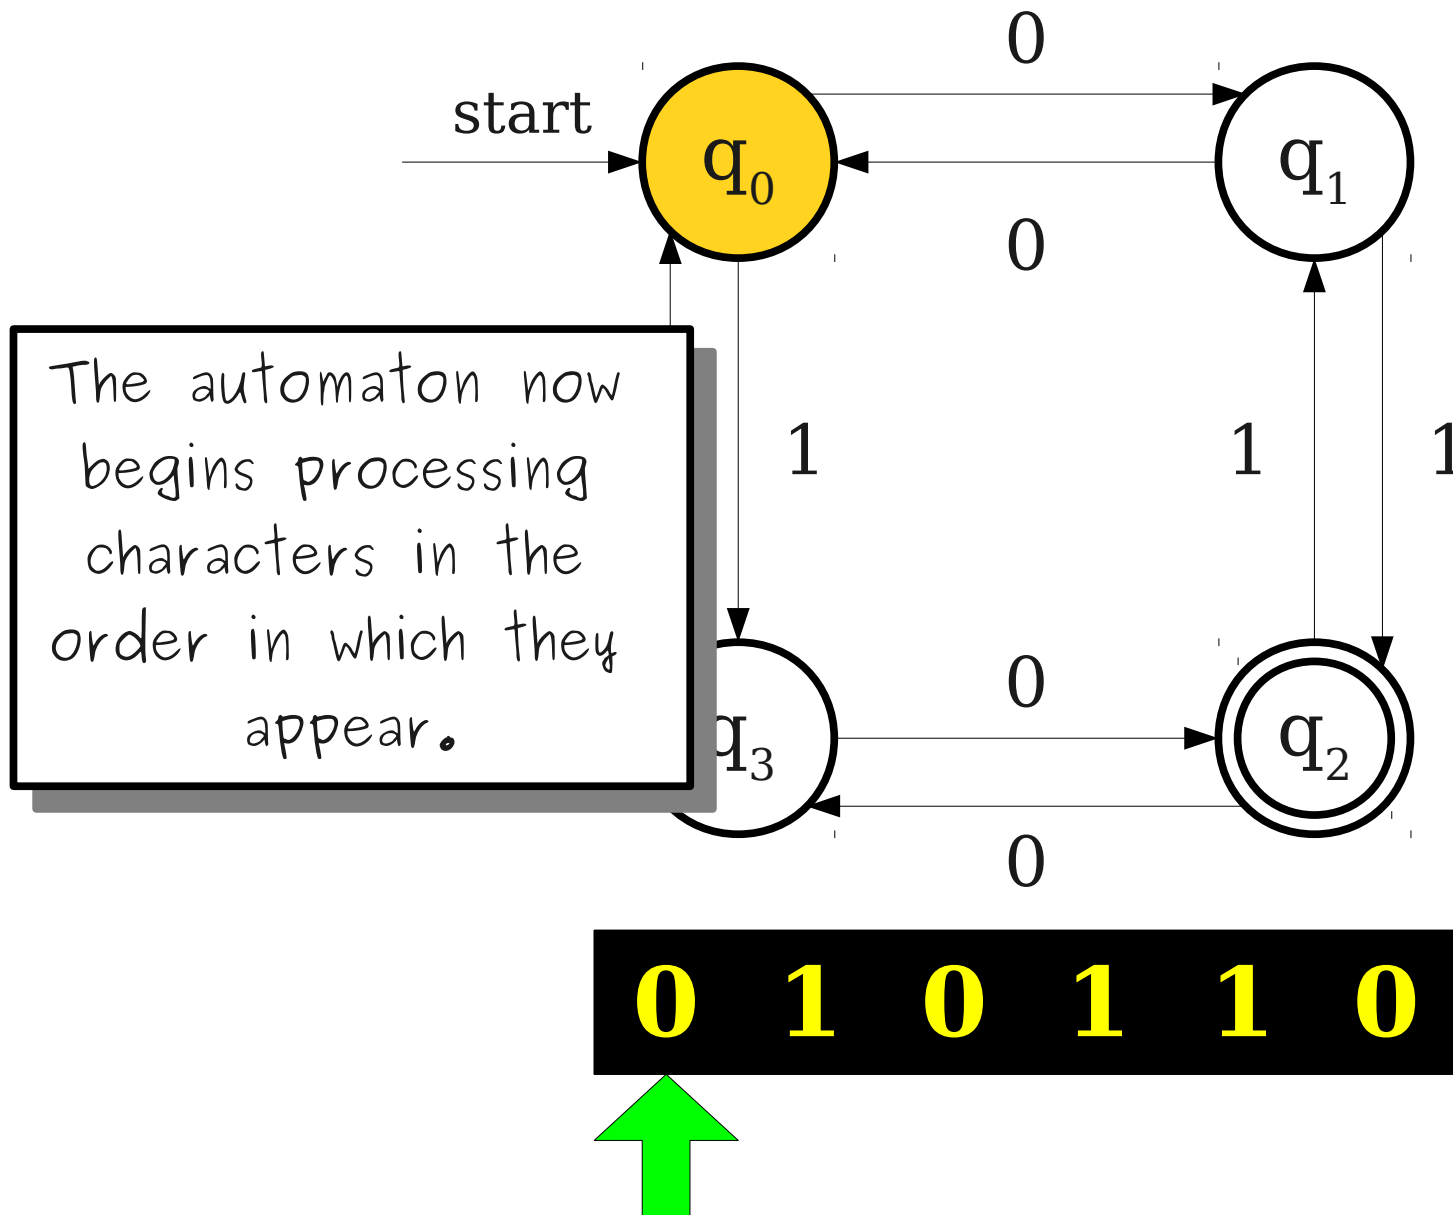 0
start
q0
q1
0
The automaton now
begins processing
characters in the
order in which they
appear.
1
1
1
0
q3
q2
0
0 1 0 1 1 0